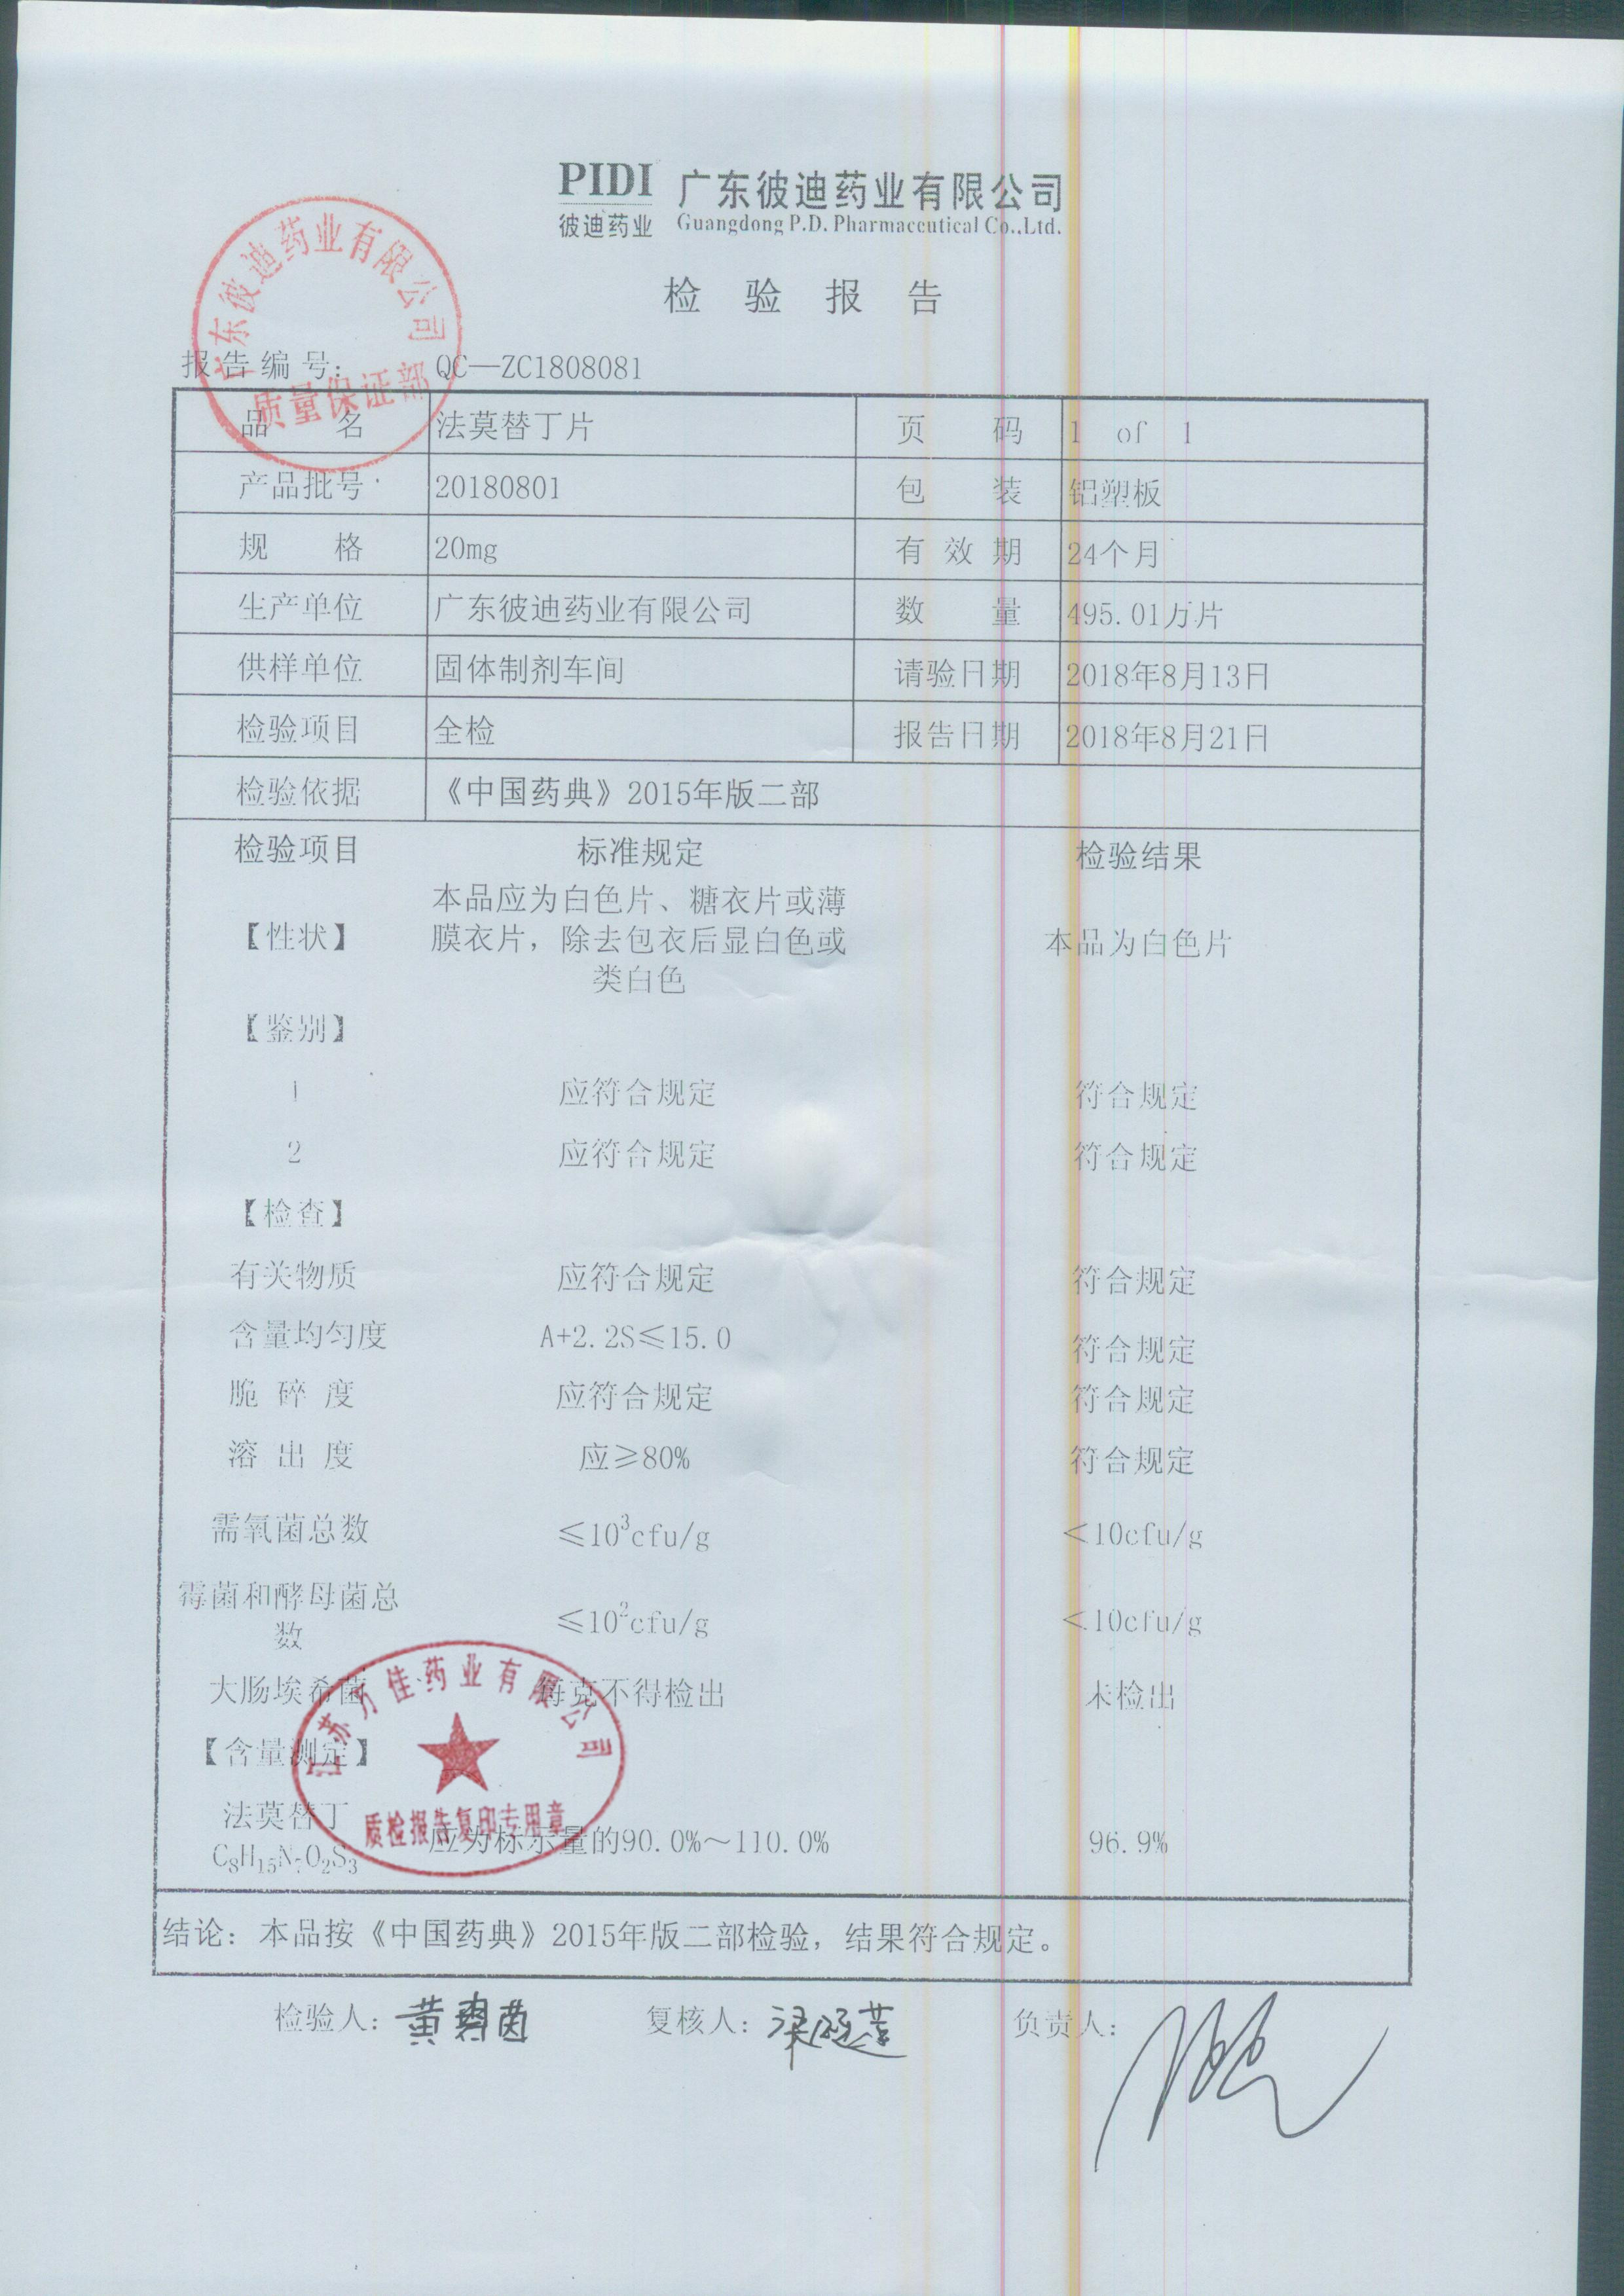 PIDI 广东彼迪药业有限公司
彼迪药业 Guangdong P.D. Pharmaceutical Co.,Ltd.
检 验 报 告
报告编号： QC—ZC1808081
品 名 法莫替丁片 页 码 1 of 1
产品批号 20180801 包 装 铝塑板
规 格 20mg 有 效 期 24个月
生产单位 广东彼迪药业有限公司 数 量 495.01万片
供样单位 固体制剂车间 请验日期 2018年8月13日
检验项目 全检 报告日期 2018年8月21日
检验依据 《中国药典》2015年版二部
检验项目 标准规定 检验结果
本品应为白色片、糖衣片或薄
【性状】 膜衣片，除去包衣后显白色或 本品为白色片
类白色
【鉴别】
1 应符合规定 符合规定
2 应符合规定 符合规定
【检查】
有关物质 应符合规定 符合规定
含量均匀度 A+2.2S≤15.0 符合规定
脆 碎 度 应符合规定 符合规定
溶 出 度 应≥80% 符合规定
需氧菌总数 ≤10³cfu/g <10cfu/g
霉菌和酵母菌总
数 ≤10²cfu/g <10cfu/g
大肠埃希菌 每克不得检出 未检出
【含量测定】
法莫替丁
C₈H₁₅N₇O₂S₃ 应为标示量的90.0%～110.0% 96.9%
结论：本品按《中国药典》2015年版二部检验，结果符合规定。
检验人： 复核人： 负责人：
广东彼迪药业有限公司
质量保证部
江苏万佳药业有限公司
质检报告复印专用章